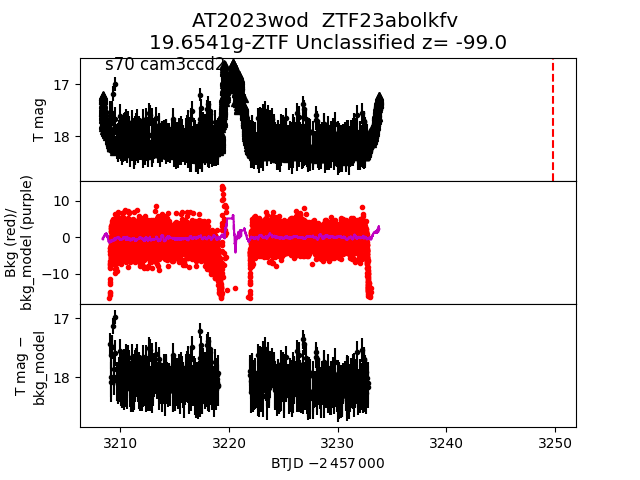 AT2023wod  ZTF23abolkfv
19.6541g-ZTF Unclassified z= -99.0
s70 cam3ccd2
T mag
17
18
Bkg (red)/
bkg_model (purple)
10
0
−10
T mag −
bkg_model
17
18
3210
3220
3230
3240
3250
BTJD −2 457 000